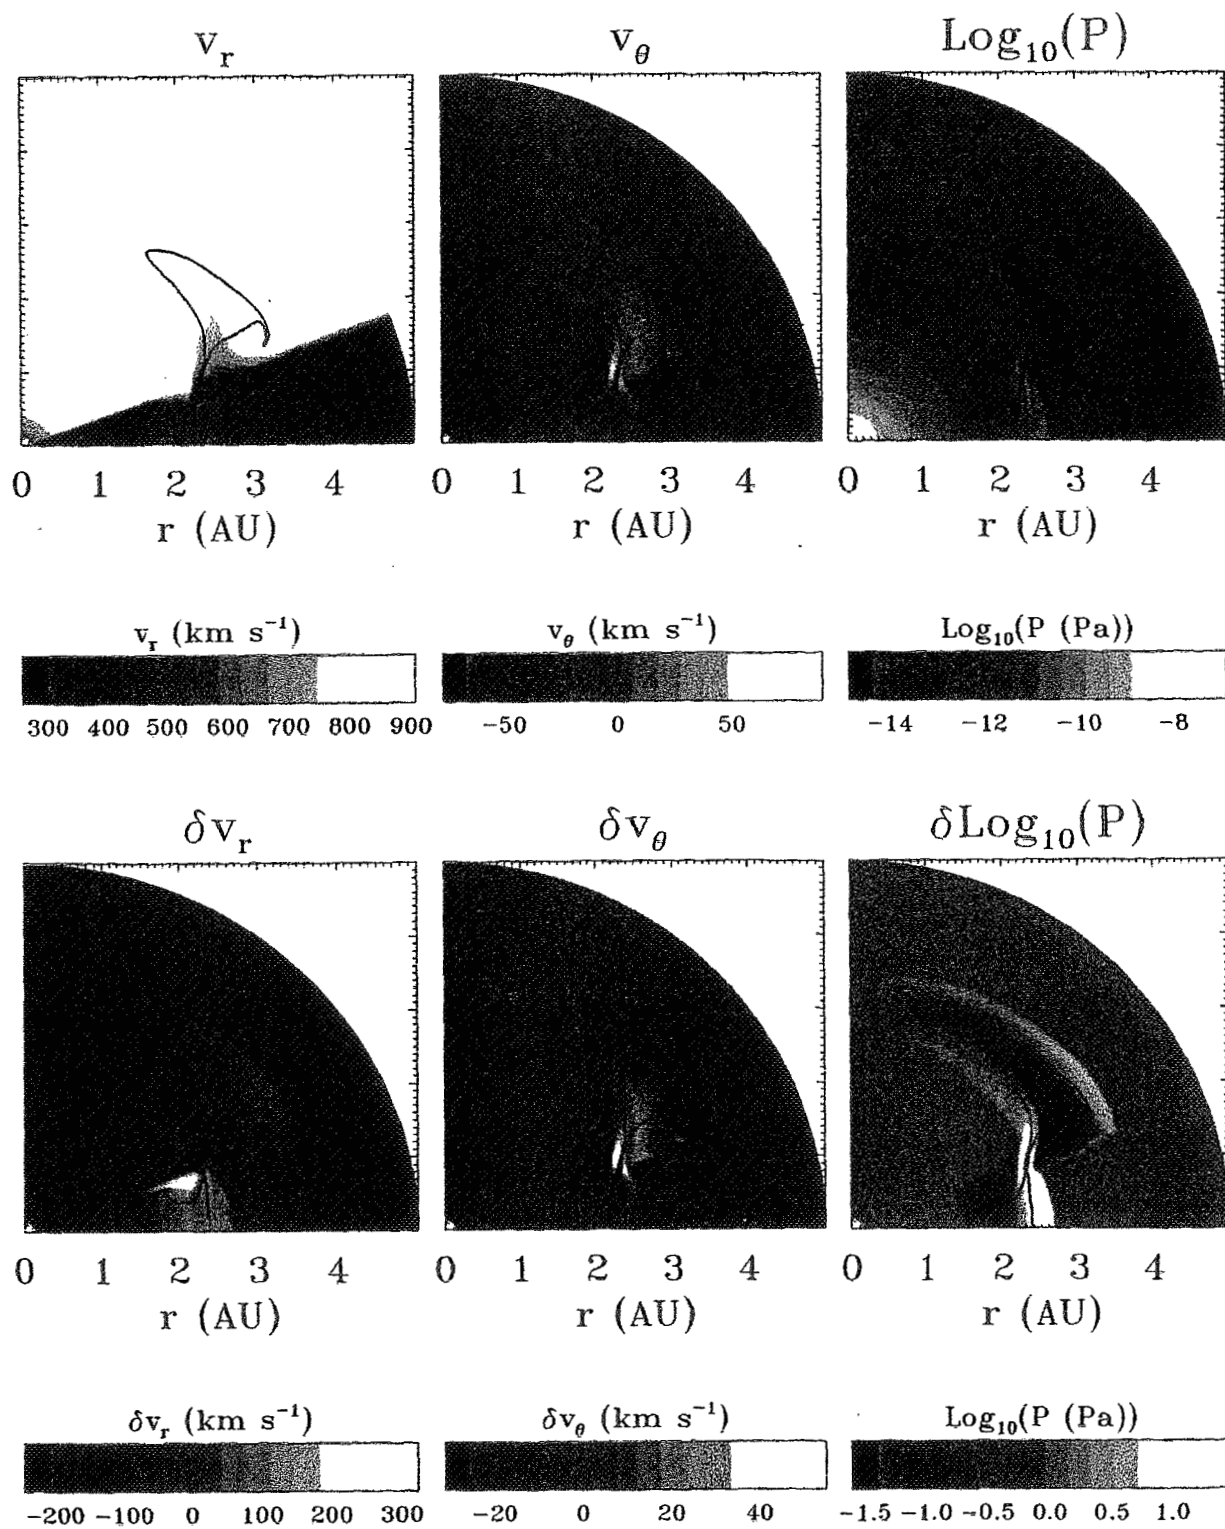 v_r v_θ Log_10(P)
0 1 2 3 4 0 1 2 3 4 0 1 2 3 4
r (AU) r (AU) r (AU)
v_r (km s^-1) v_θ (km s^-1) Log_10(P (Pa))
300 400 500 600 700 800 900 -50 0 50 -14 -12 -10 -8
δv_r δv_θ δLog_10(P)
0 1 2 3 4 0 1 2 3 4 0 1 2 3 4
r (AU) r (AU) r (AU)
δv_r (km s^-1) δv_θ (km s^-1) Log_10(P (Pa))
-200 -100 0 100 200 300 -20 0 20 40 -1.5 -1.0 -0.5 0.0 0.5 1.0